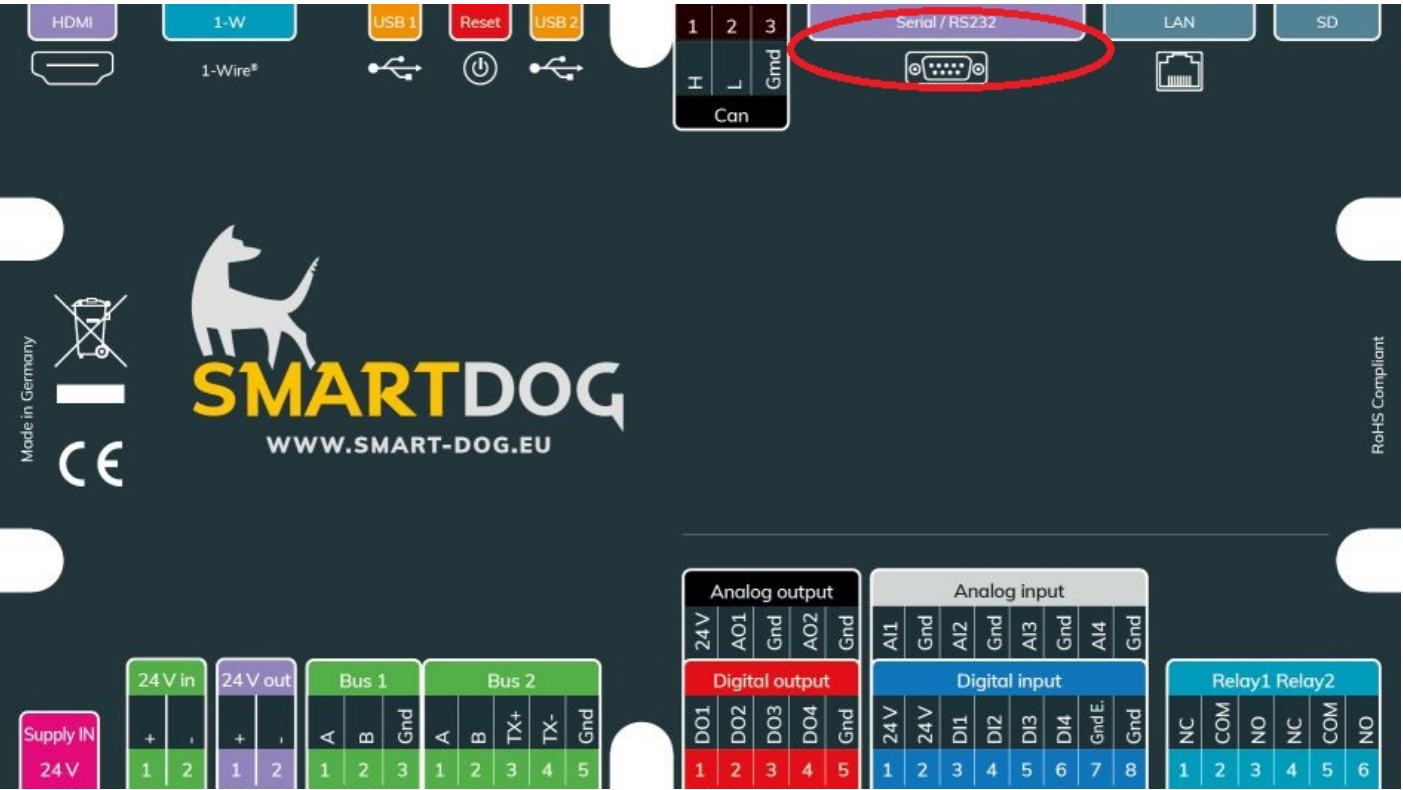 HDMI
1-W
USB 1
Reset
USB 2
1 2 3
Serial / RS232
LAN
SD
1-Wire®
H L Gmd
Can
Made in Germany
CE
SMARTDOG
WWW.SMART-DOG.EU
RoHS Compliant
Analog output
24 V AO1 Gnd AO2 Gnd
Analog input
AI1 Gnd AI2 Gnd AI3 Gnd AI4 Gnd
Supply IN
24 V
24 V in
+ -
1 2
24 V out
+ -
1 2
Bus 1
A B Gnd
1 2 3
Bus 2
A B TX+ TX- Gnd
1 2 3 4 5
Digital output
DO1 DO2 DO3 DO4 Gnd
1 2 3 4 5
Digital input
24 V 24 V DI1 DI2 DI3 DI4 Gnd E. Gnd
1 2 3 4 5 6 7 8
Relay1 Relay2
NC COM NO NC COM NO
1 2 3 4 5 6